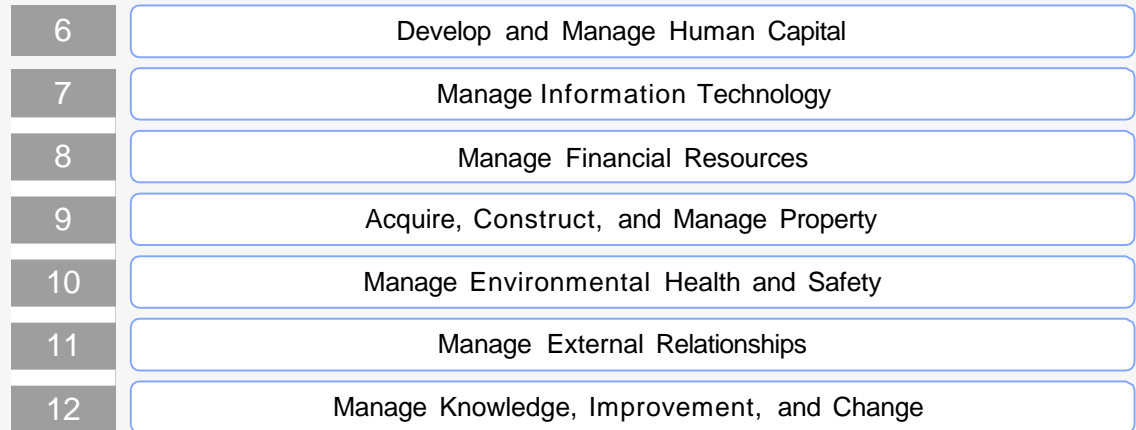 6 Develop and Manage Human Capital
7 Manage Information Technology
8 Manage Financial Resources
9 Acquire, Construct, and Manage Property
10 Manage Environmental Health and Safety
11 Manage External Relationships
12 Manage Knowledge, Improvement, and Change